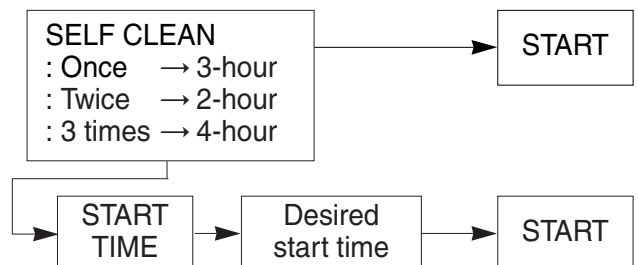 SELF CLEAN
: Once → 3-hour
: Twice → 2-hour
: 3 times → 4-hour
START
START
TIME
Desired
start time
START